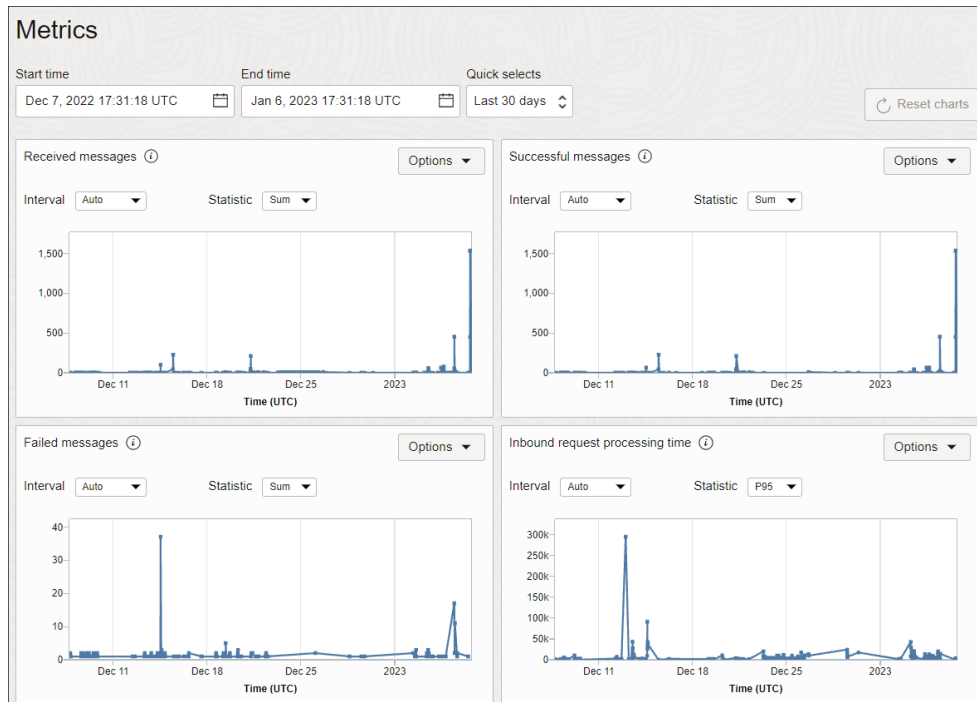 Metrics
Start time End time Quick selects
Dec 7, 2022 17:31:18 UTC Jan 6, 2023 17:31:18 UTC Last 30 days
Reset charts
Received messages
Options
Interval Auto Statistic Sum
1,500
1,000
500
0
Dec 11 Dec 18 Dec 25 2023
Time (UTC)
Successful messages
Options
Interval Auto Statistic Sum
1,500
1,000
500
0
Dec 11 Dec 18 Dec 25 2023
Time (UTC)
Failed messages
Options
Interval Auto Statistic Sum
40
30
20
10
0
Dec 11 Dec 18 Dec 25 2023
Time (UTC)
Inbound request processing time
Options
Interval Auto Statistic P95
300k
250k
200k
150k
100k
50k
0
Dec 11 Dec 18 Dec 25 2023
Time (UTC)